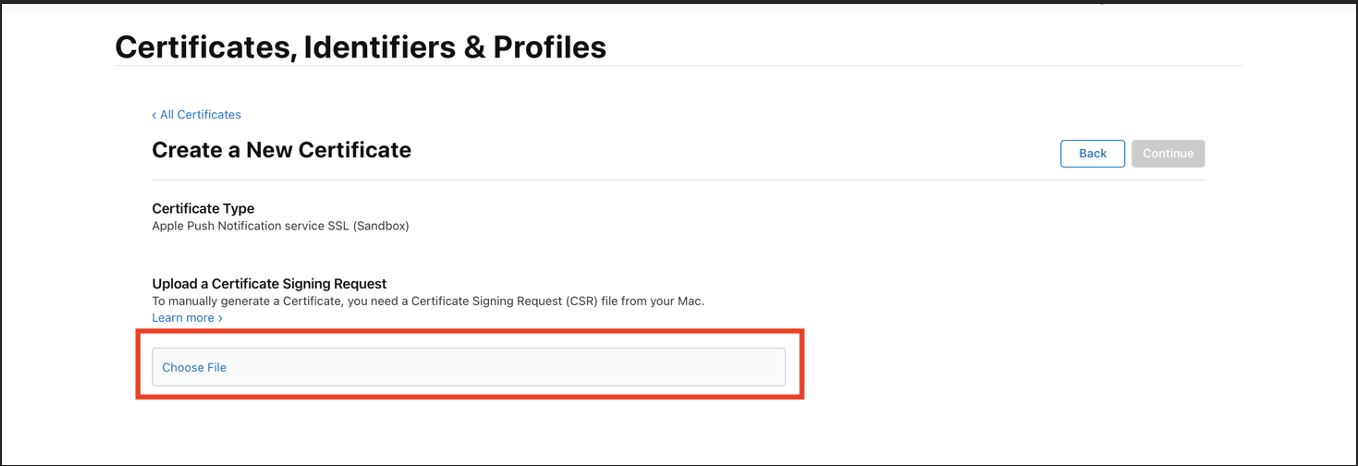 Certificates, Identifiers & Profiles
‹ All Certificates
Create a New Certificate
Back
Continue
Certificate Type
Apple Push Notification service SSL (Sandbox)
Upload a Certificate Signing Request
To manually generate a Certificate, you need a Certificate Signing Request (CSR) file from your Mac.
Learn more ›
Choose File